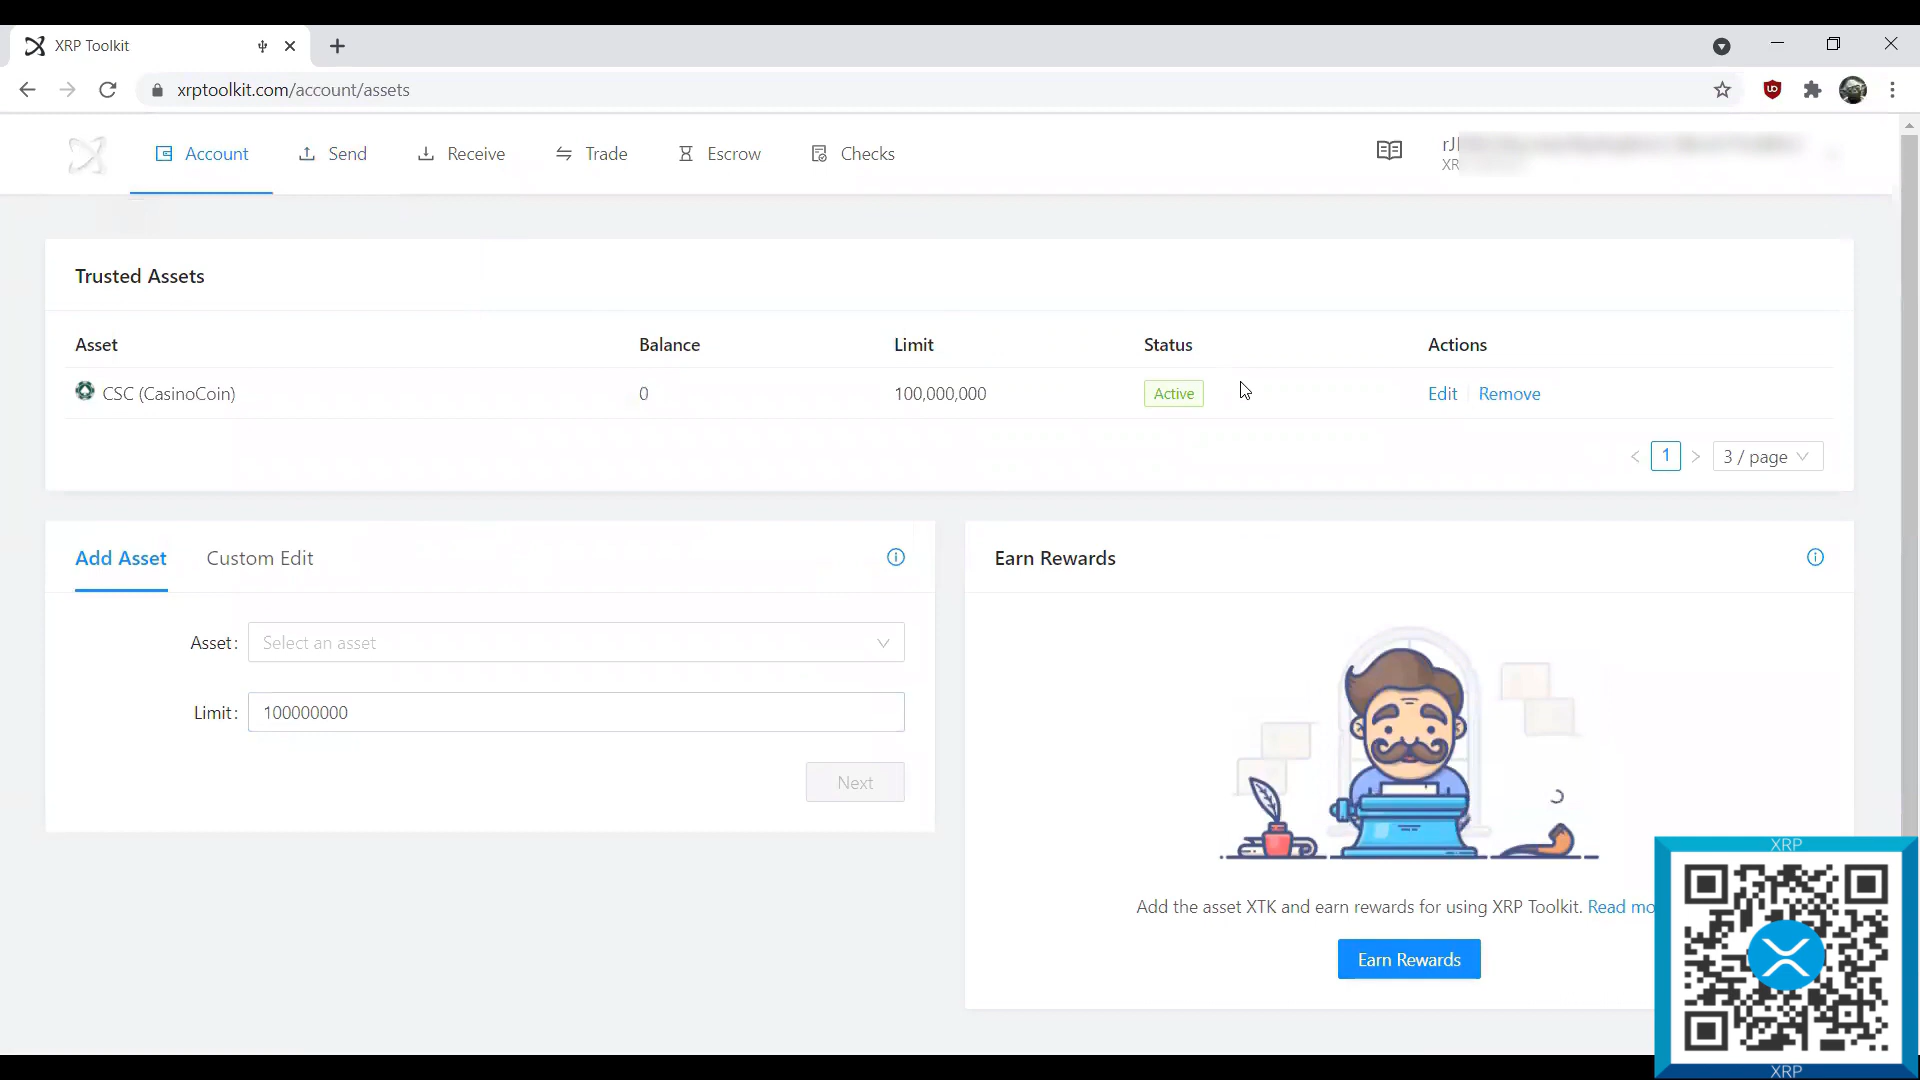 XRP Toolkit
xrptoolkit.com/account/assets
Account
Send
Receive
Trade
Escrow
Checks
rJ
XR
Trusted Assets
Asset Balance Limit Status Actions
CSC (CasinoCoin) 0 100,000,000 Active Edit Remove
< 1 > 3 / page
Add Asset Custom Edit
Asset: Select an asset
Limit: 100000000
Next
Earn Rewards
Add the asset XTK and earn rewards for using XRP Toolkit. Read mo
Earn Rewards
XRP
XRP